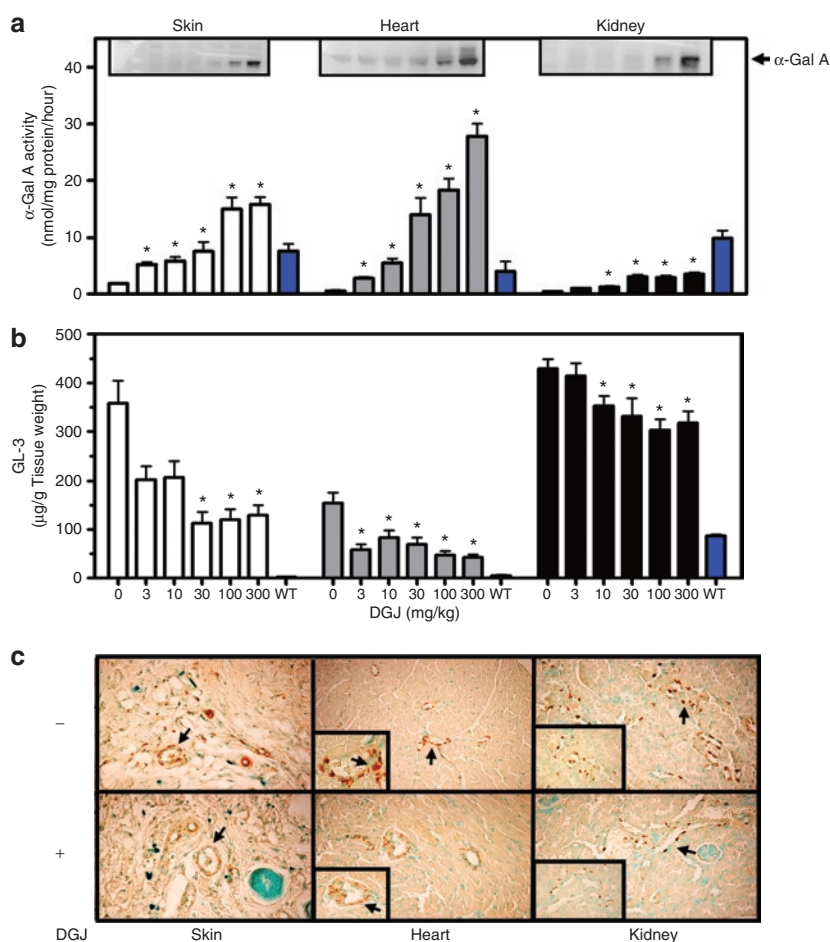 a
Skin Heart Kidney
α-Gal A
α-Gal A activity
(nmol/mg protein/hour)
40
30
20
10
0
* * * * *
* * * * *
* * * *
b
GL-3
(μg/g Tissue weight)
500
400
300
200
100
0
* * *
* * * * *
* * * *
0 3 10 30 100 300 WT 0 3 10 30 100 300 WT 0 3 10 30 100 300 WT
DGJ (mg/kg)
c
−
+
DGJ Skin Heart Kidney